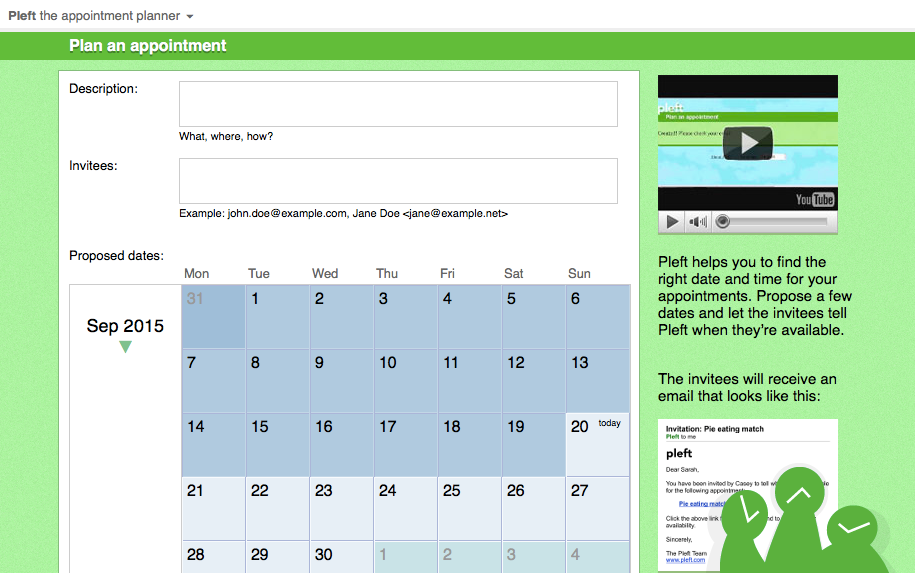 Pleft the appointment planner
Plan an appointment
Description:
What, where, how?
Invitees:
Example: john.doe@example.com, Jane Doe <jane@example.net>
Proposed dates:
Mon Tue Wed Thu Fri Sat Sun
Sep 2015
31 1 2 3 4 5 6
7 8 9 10 11 12 13
14 15 16 17 18 19 20 today
21 22 23 24 25 26 27
28 29 30 1 2 3 4
pleft
Plan an appointment
Please check your
YouTube
Pleft helps you to find the
right date and time for your
appointments. Propose a few
dates and let the invitees tell
Pleft when they're available.
The invitees will receive an
email that looks like this:
Invitation: Pie eating match
Pleft to me
pleft
Dear Sarah,
You have been invited by Casey to tell
for the following appointment
Pie eating match
Click the above link
availability.
Sincerely,
The Pleft Team
www.pleft.com